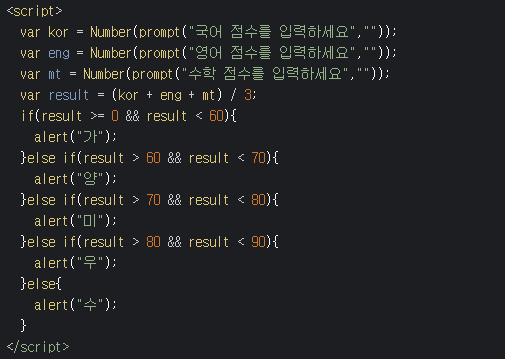 <script>
var kor = Number(prompt("국어 점수를 입력하세요",""));
var eng = Number(prompt("영어 점수를 입력하세요",""));
var mt = Number(prompt("수학 점수를 입력하세요",""));
var result = (kor + eng + mt) / 3;
if(result >= 0 && result < 60){
alert("가");
}else if(result > 60 && result < 70){
alert("양");
}else if(result > 70 && result < 80){
alert("미");
}else if(result > 80 && result < 90){
alert("우");
}else{
alert("수");
}
</script>